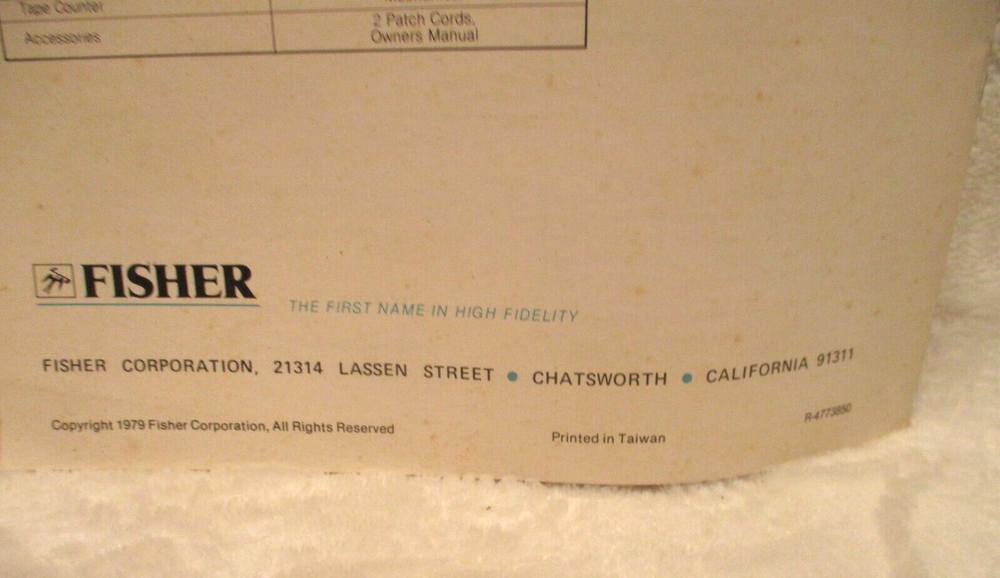 Tape Counter
Accessories
2 Patch Cords,
Owners Manual
FISHER
THE FIRST NAME IN HIGH FIDELITY
FISHER CORPORATION, 21314 LASSEN STREET ● CHATSWORTH ● CALIFORNIA 91311
Copyright 1979 Fisher Corporation, All Rights Reserved
Printed in Taiwan
R-4773850